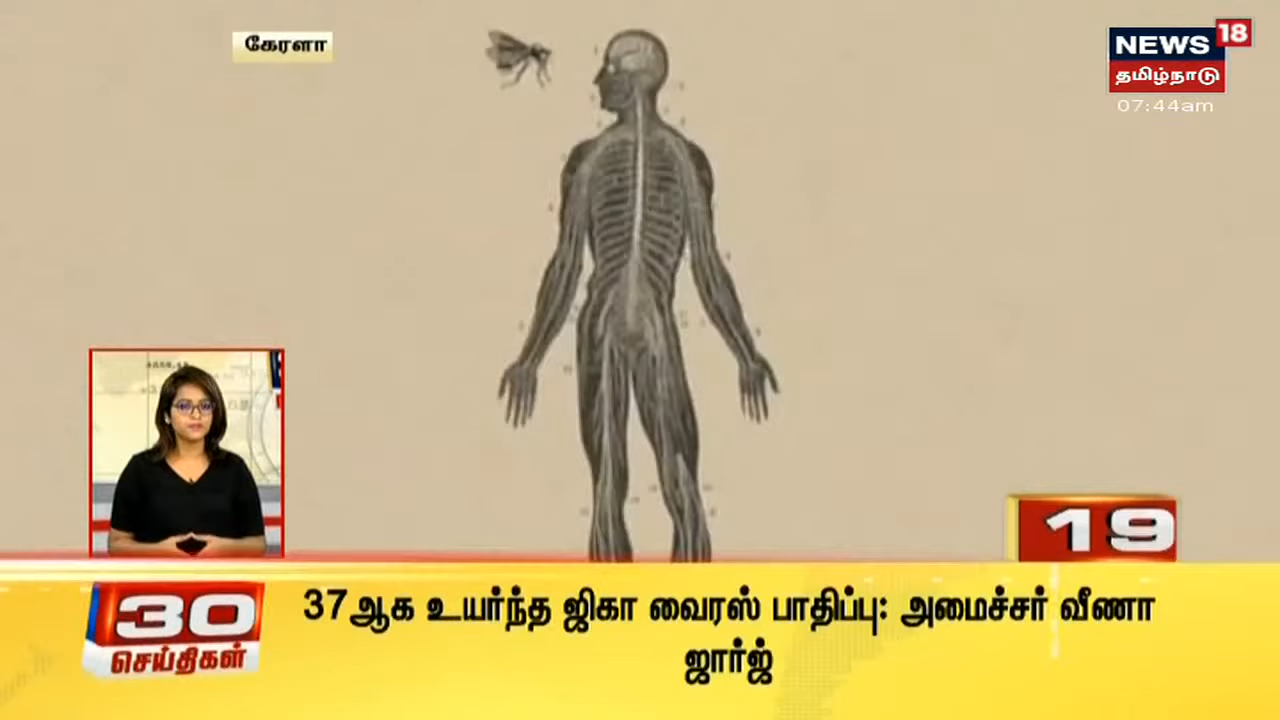 கேரளா
NEWS 18
தமிழ்நாடு
07:44am
19
30
செய்திகள்
37ஆக உயர்ந்த ஜிகா வைரஸ் பாதிப்பு: அமைச்சர் வீணா
ஜார்ஜ்